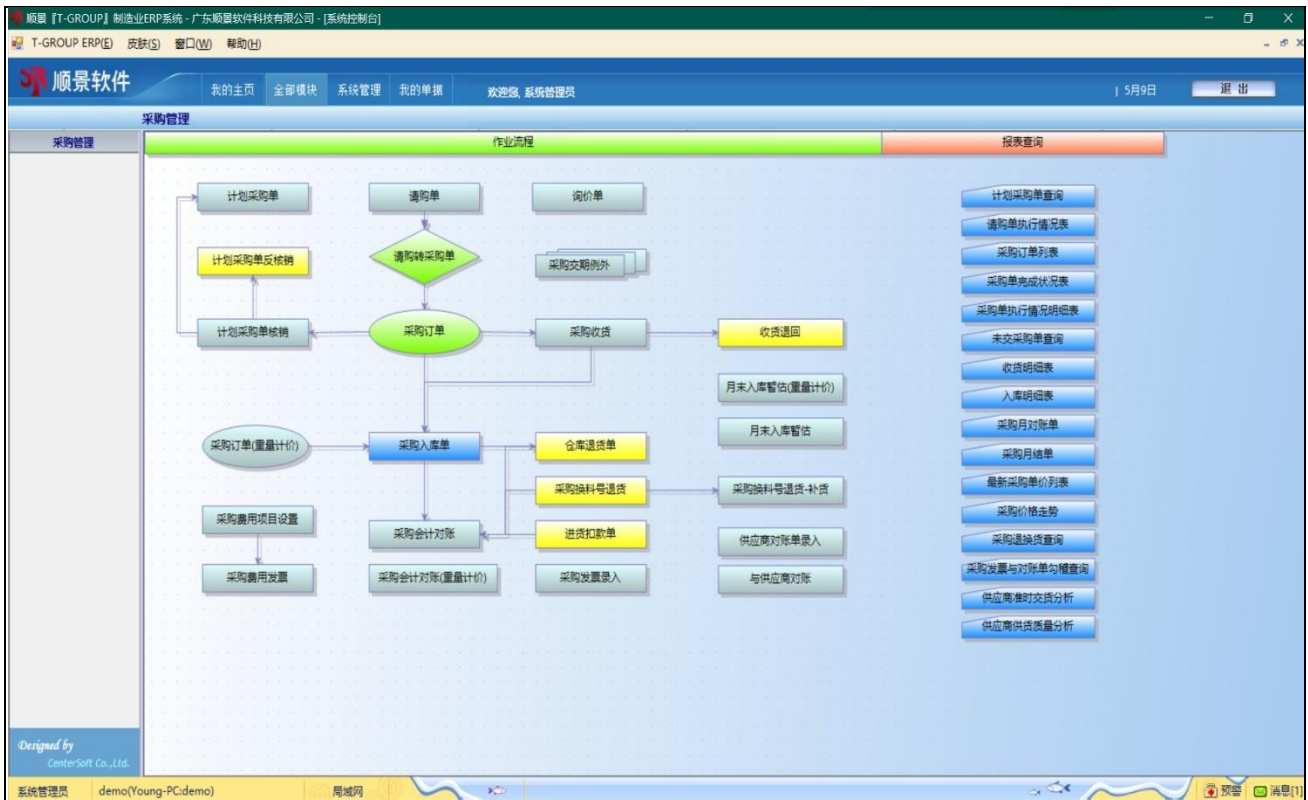 顺景『T-GROUP』制造业ERP系统 - 广东顺景软件科技有限公司 - [系统控制台]
T-GROUP ERP(E) 皮肤(S) 窗口(W) 帮助(H)
顺景软件 我的主页 全部模块 系统管理 我的单据 欢迎您, 系统管理员 | 5月9日 退 出
采购管理
采购管理 作业流程 报表查询
计划采购单 请购单 询价单 计划采购单查询
请购单执行情况表
计划采购单反核销 请购转采购单 采购交期例外 采购订单列表
采购单完成状况表
采购单执行情况明细表
计划采购单核销 采购订单 采购收货 收货退回 未交采购单查询
收货明细表
月末入库暂估(重量计价) 入库明细表
月末入库暂估 采购月对账单
采购订单(重量计价) 采购入库单 仓库退货单 采购月结单
采购换料号退货 采购换料号退货-补货 最新采购单价列表
采购费用项目设置 采购价格走势
采购会计对账 进货扣款单 供应商对账单录入 采购退换货查询
采购发票与对账单勾稽查询
采购费用发票 采购会计对账(重量计价) 采购发票录入 与供应商对账
供应商准时交货分析
供应商供货质量分析
Designed by
CenterSoft Co.,Ltd.
系统管理员 demo(Young-PC:demo) 局域网 预警 消息[1]